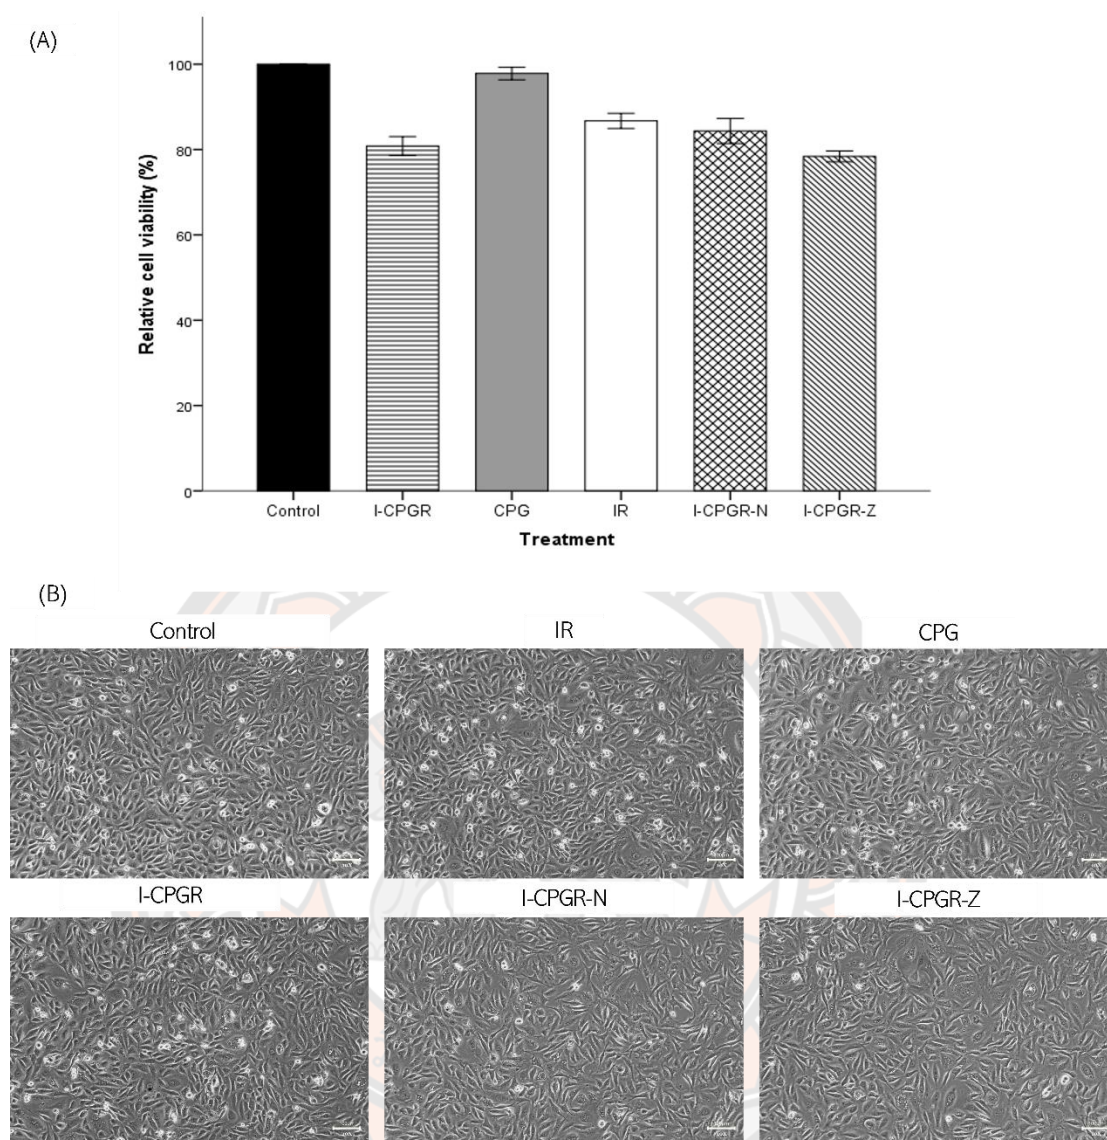 (A)
100
80
60
40
20
0
Relative cell viability (%)
Control I-CPGR CPG IR I-CPGR-N I-CPGR-Z
Treatment
(B)
Control IR CPG
I-CPGR I-CPGR-N I-CPGR-Z